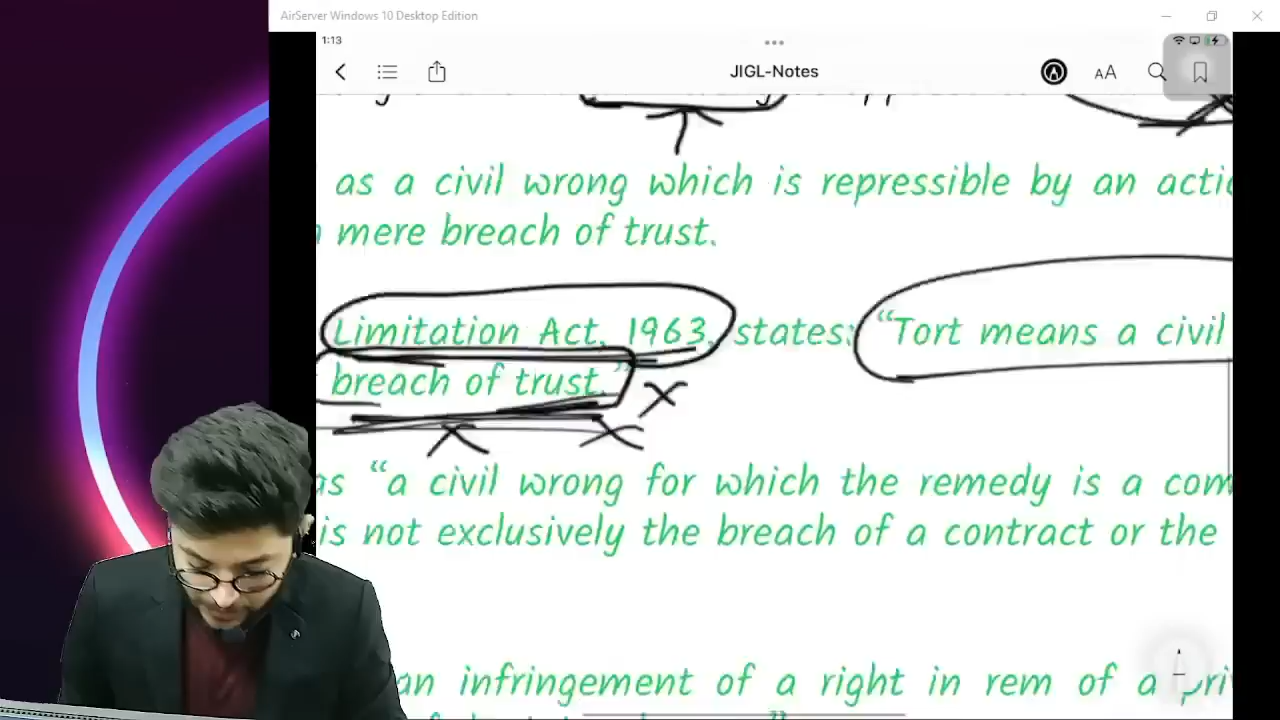 AirServer Windows 10 Desktop Edition
1:13
JIGL-Notes
AA
as a civil wrong which is repressible by an
mere breach of trust.
Limitation Act, 1963, states: “Tort means a civil
breach of trust.”
as “a civil wrong for which the remedy is a
is not exclusively the breach of a contract or the
an infringement of a right in rem of a